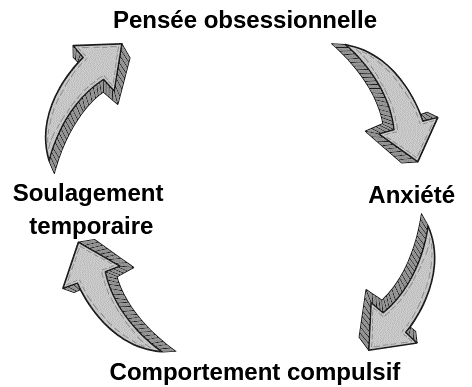 Pensée obsessionnelle
Anxiété
Comportement compulsif
Soulagement
temporaire